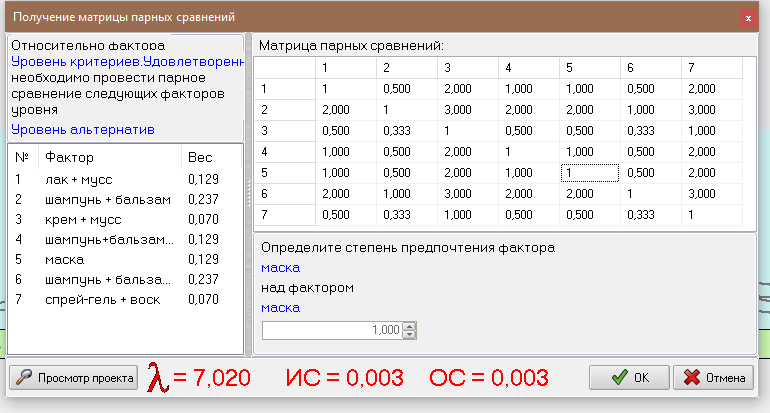 Получение матрицы парных сравнений
x
Относительно фактора
Уровень критериев.Удовлетворенн
необходимо провести парное
сравнение следующих факторов
уровня
Уровень альтернатив
№ Фактор Вес
1 лак + мусс 0,129
2 шампунь + бальзам 0,237
3 крем + мусс 0,070
4 шампунь+бальзам... 0,129
5 маска 0,129
6 шампунь + бальза... 0,237
7 спрей-гель + воск 0,070
Матрица парных сравнений:
1 2 3 4 5 6 7
1 1 0,500 2,000 1,000 1,000 0,500 2,000
2 2,000 1 3,000 2,000 2,000 1,000 3,000
3 0,500 0,333 1 0,500 0,500 0,333 1,000
4 1,000 0,500 2,000 1 1,000 0,500 2,000
5 1,000 0,500 2,000 1,000 1 0,500 2,000
6 2,000 1,000 3,000 2,000 2,000 1 3,000
7 0,500 0,333 1,000 0,500 0,500 0,333 1
Определите степень предпочтения фактора
маска
над фактором
маска
1,000
Просмотр проекта
λ = 7,020 ИС = 0,003 ОС = 0,003
OK
Отмена